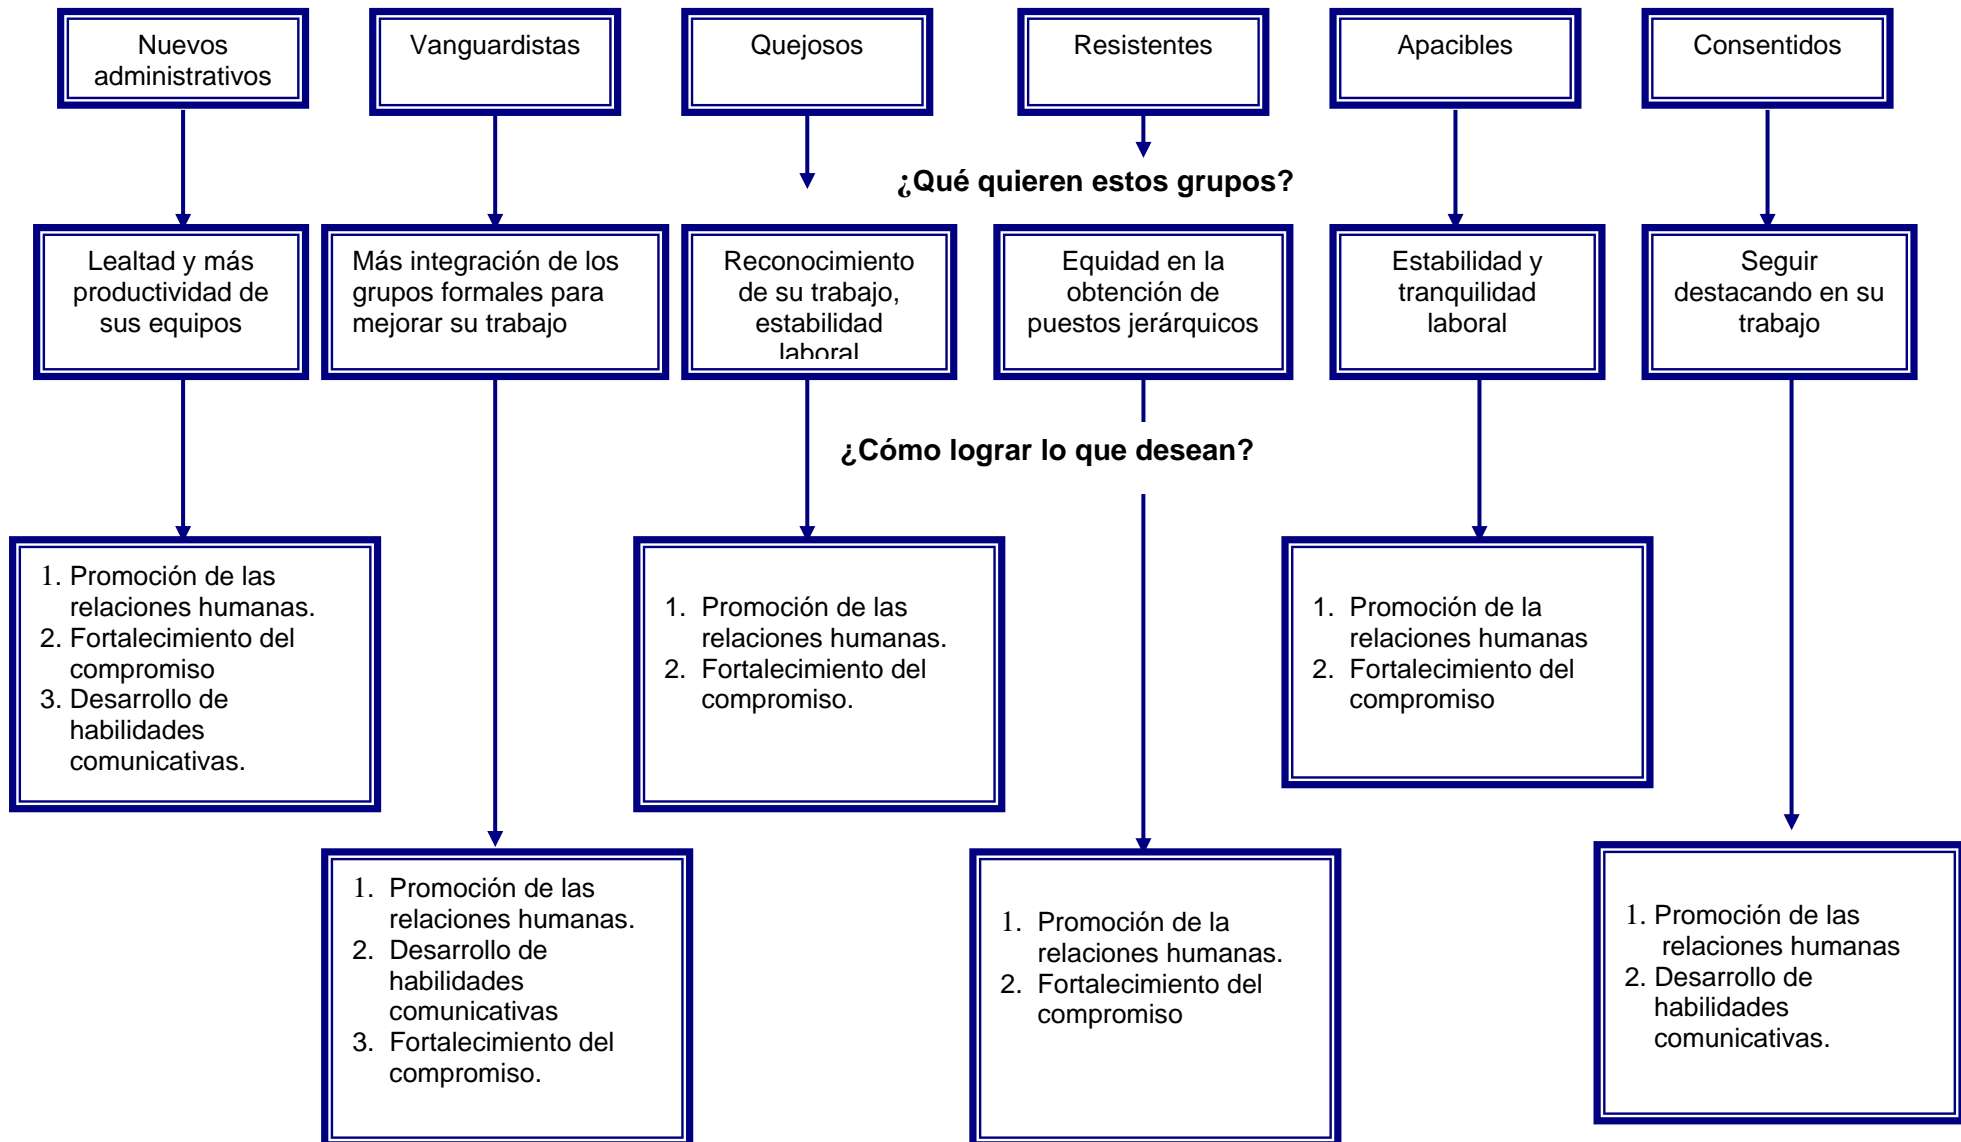 Nuevos
administrativos
Vanguardistas
Quejosos
Resistentes
Apacibles
Consentidos
¿Qué quieren estos grupos?
Lealtad y más
productividad de
sus equipos
Más integración de los
grupos formales para
mejorar su trabajo
Reconocimiento
de su trabajo,
estabilidad
laboral
Equidad en la
obtención de
puestos jerárquicos
Estabilidad y
tranquilidad
laboral
Seguir
destacando en su
trabajo
¿Cómo lograr lo que desean?
1. Promoción de las
relaciones humanas.
2. Fortalecimiento del
compromiso
3. Desarrollo de
habilidades
comunicativas.
1. Promoción de las
relaciones humanas.
2. Fortalecimiento del
compromiso.
1. Promoción de la
relaciones humanas
2. Fortalecimiento del
compromiso
1. Promoción de las
relaciones humanas.
2. Desarrollo de
habilidades
comunicativas
3. Fortalecimiento del
compromiso.
1. Promoción de la
relaciones humanas.
2. Fortalecimiento del
compromiso
1. Promoción de las
relaciones humanas
2. Desarrollo de
habilidades
comunicativas.